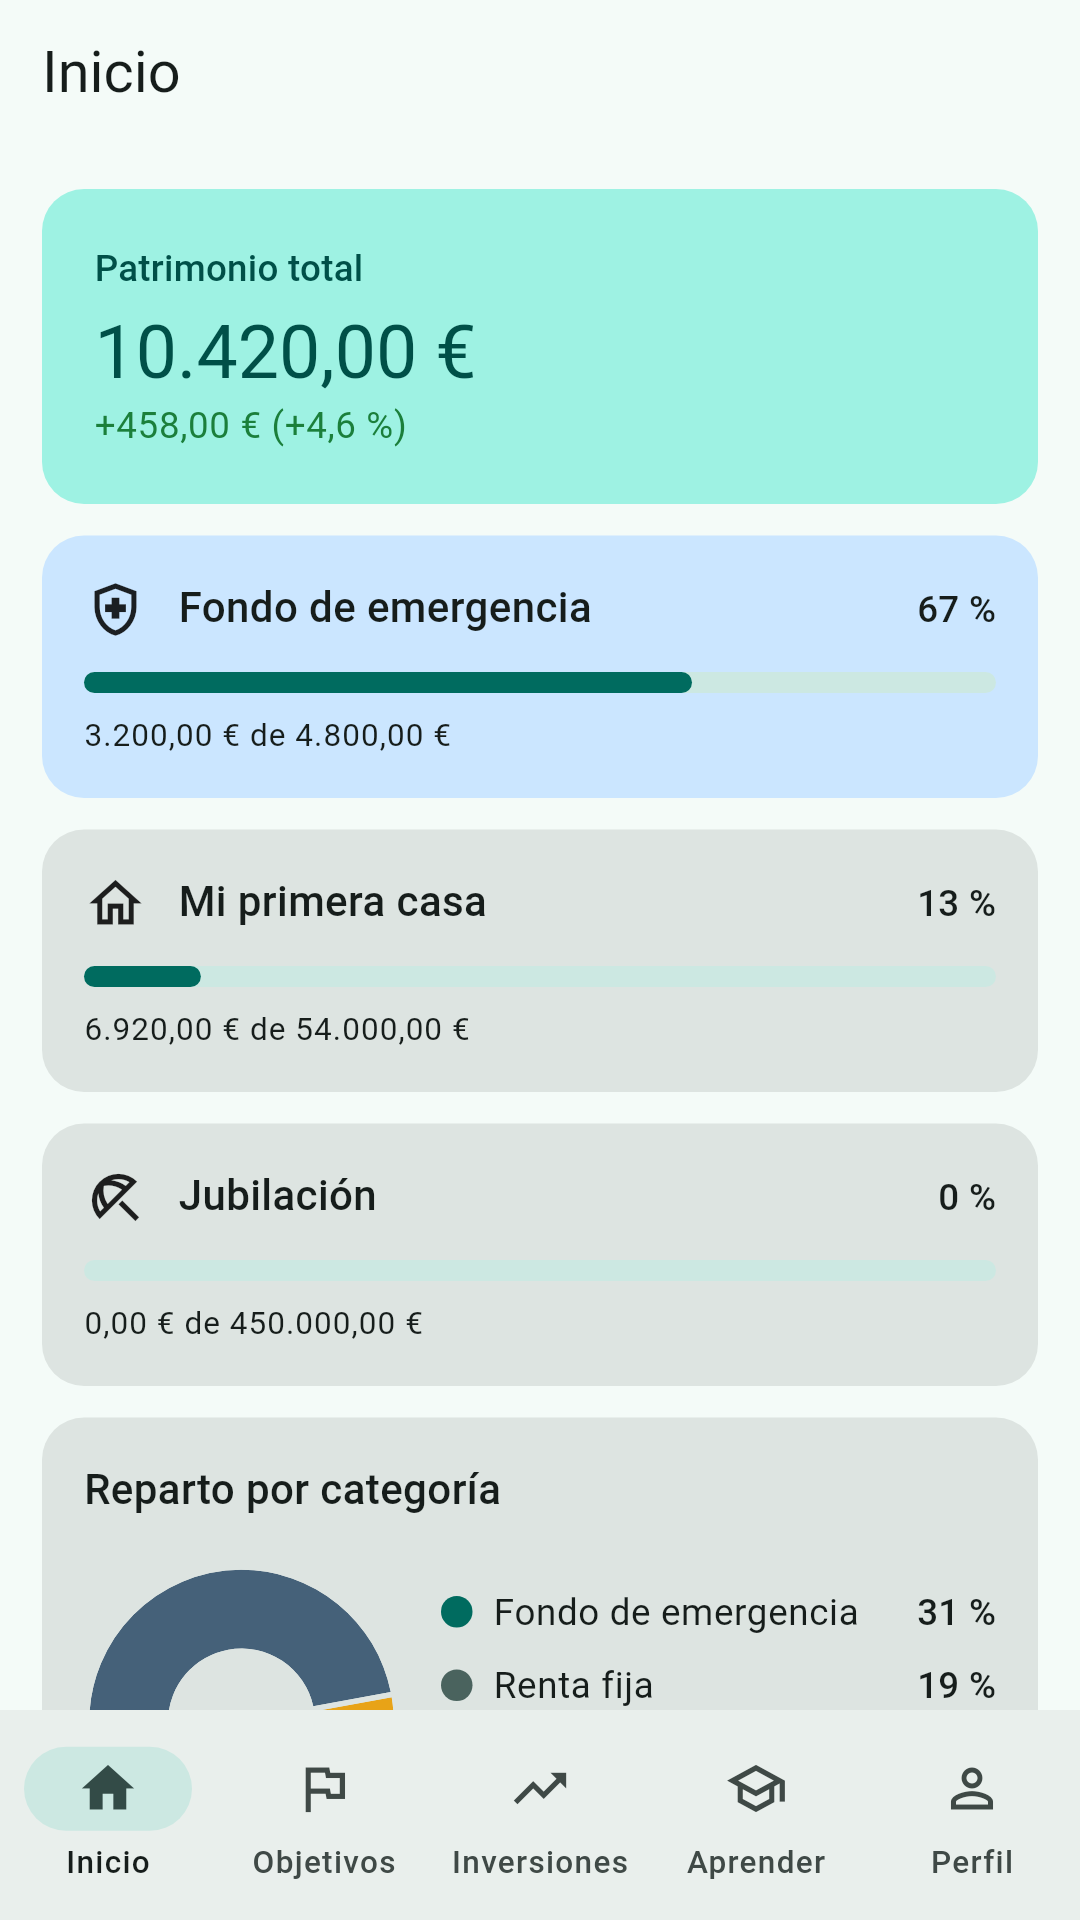 Inicio
Patrimonio total
10.420,00 €
+458,00 € (+4,6 %)
Fondo de emergencia 67 %
3.200,00 € de 4.800,00 €
Mi primera casa 13 %
6.920,00 € de 54.000,00 €
Jubilación 0 %
0,00 € de 450.000,00 €
Reparto por categoría
Fondo de emergencia 31 %
Renta fija 19 %
Inicio Objetivos Inversiones Aprender Perfil